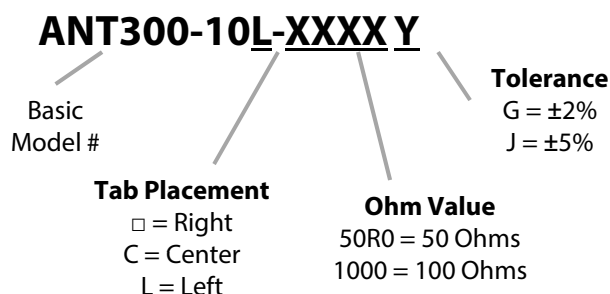 ANT300-10L-XXXX Y
Basic
Model #
Tab Placement
□ = Right
C = Center
L = Left
Ohm Value
50R0 = 50 Ohms
1000 = 100 Ohms
Tolerance
G = ±2%
J = ±5%